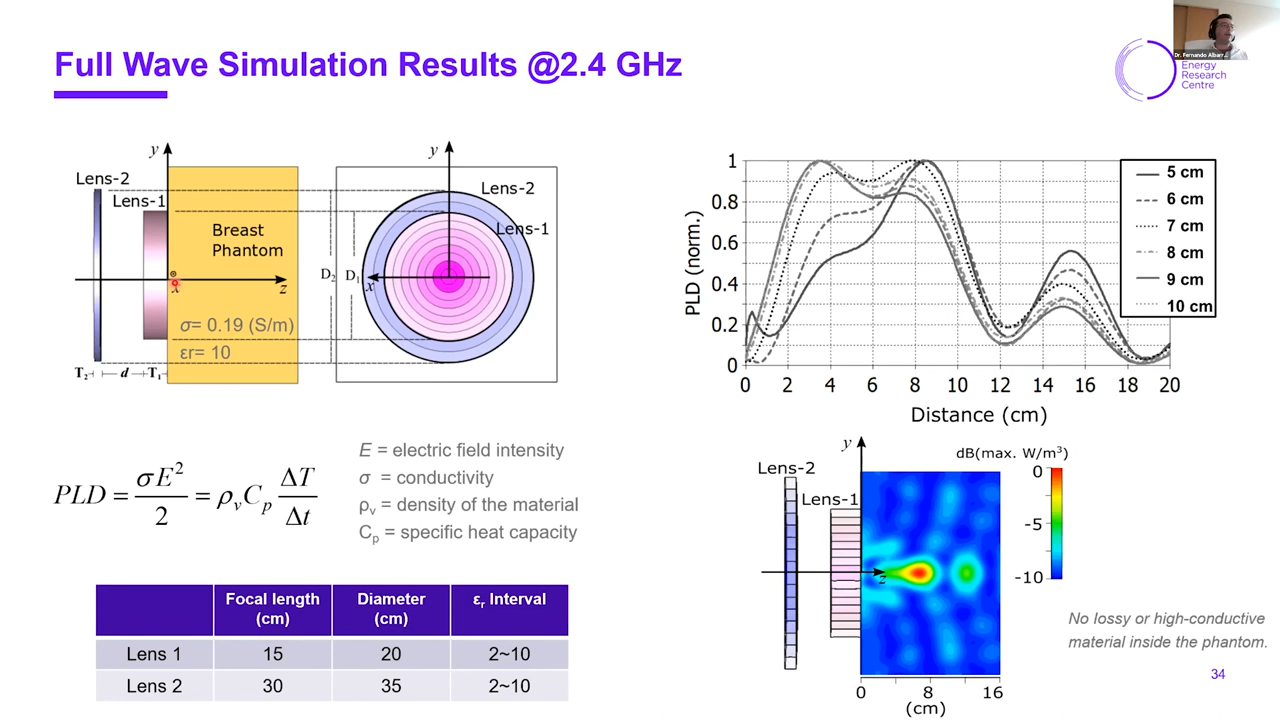 Full Wave Simulation Results @2.4 GHz
Dr. Fernando Albarr...
Energy
Research
Centre
y
Lens-2
Lens-1
Breast
Phantom
x
z
σ= 0.19 (S/m)
εr= 10
T₂
d
T₁
y
Lens-2
Lens-1
D₂
D₁
x
PLD (norm.)
1
0.8
0.6
0.4
0.2
0
0 2 4 6 8 10 12 14 16 18 20
Distance (cm)
5 cm
6 cm
7 cm
8 cm
9 cm
10 cm
PLD = σE²/2 = ρᵥCₚ ΔT/Δt
E = electric field intensity
σ = conductivity
ρᵥ = density of the material
Cₚ = specific heat capacity
Focal length (cm) Diameter (cm) εᵣ Interval
Lens 1 15 20 2~10
Lens 2 30 35 2~10
y
Lens-2
Lens-1
z
dB(max. W/m³)
0
-5
-10
0 8 16
(cm)
No lossy or high-conductive
material inside the phantom.
34